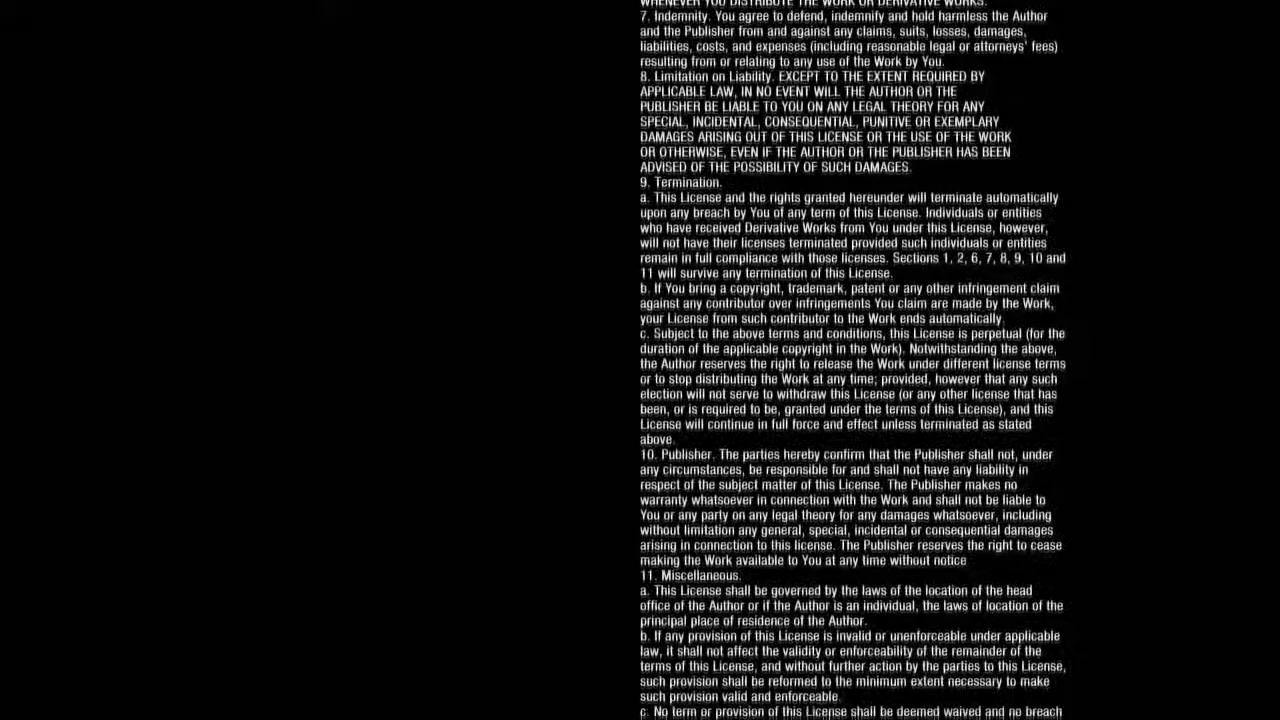 WHENEVER YOU DISTRIBUTE THE WORK OR DERIVATIVE WORKS.
7. Indemnity. You agree to defend, indemnify and hold harmless the Author
and the Publisher from and against any claims, suits, losses, damages,
liabilities, costs, and expenses (including reasonable legal or attorneys' fees)
resulting from or relating to any use of the Work by You.
8. Limitation on Liability. EXCEPT TO THE EXTENT REQUIRED BY
APPLICABLE LAW, IN NO EVENT WILL THE AUTHOR OR THE
PUBLISHER BE LIABLE TO YOU ON ANY LEGAL THEORY FOR ANY
SPECIAL, INCIDENTAL, CONSEQUENTIAL, PUNITIVE OR EXEMPLARY
DAMAGES ARISING OUT OF THIS LICENSE OR THE USE OF THE WORK
OR OTHERWISE, EVEN IF THE AUTHOR OR THE PUBLISHER HAS BEEN
ADVISED OF THE POSSIBILITY OF SUCH DAMAGES.
9. Termination.
a. This License and the rights granted hereunder will terminate automatically
upon any breach by You of any term of this License. Individuals or entities
who have received Derivative Works from You under this License, however,
will not have their licenses terminated provided such individuals or entities
remain in full compliance with those licenses. Sections 1, 2, 6, 7, 8, 9, 10 and
11 will survive any termination of this License.
b. If You bring a copyright, trademark, patent or any other infringement claim
against any contributor over infringements You claim are made by the Work,
your License from such contributor to the Work ends automatically.
c. Subject to the above terms and conditions, this License is perpetual (for the
duration of the applicable copyright in the Work). Notwithstanding the above,
the Author reserves the right to release the Work under different license terms
or to stop distributing the Work at any time; provided, however that any such
election will not serve to withdraw this License (or any other license that has
been, or is required to be, granted under the terms of this License), and this
License will continue in full force and effect unless terminated as stated
above.
10. Publisher. The parties hereby confirm that the Publisher shall not, under
any circumstances, be responsible for and shall not have any liability in
respect of the subject matter of this License. The Publisher makes no
warranty whatsoever in connection with the Work and shall not be liable to
You or any party on any legal theory for any damages whatsoever, including
without limitation any general, special, incidental or consequential damages
arising in connection to this license. The Publisher reserves the right to cease
making the Work available to You at any time without notice
11. Miscellaneous.
a. This License shall be governed by the laws of the location of the head
office of the Author or if the Author is an individual, the laws of location of the
principal place of residence of the Author.
b. If any provision of this License is invalid or unenforceable under applicable
law, it shall not affect the validity or enforceability of the remainder of the
terms of this License, and without further action by the parties to this License,
such provision shall be reformed to the minimum extent necessary to make
such provision valid and enforceable.
c. No term or provision of this License shall be deemed waived and no breach